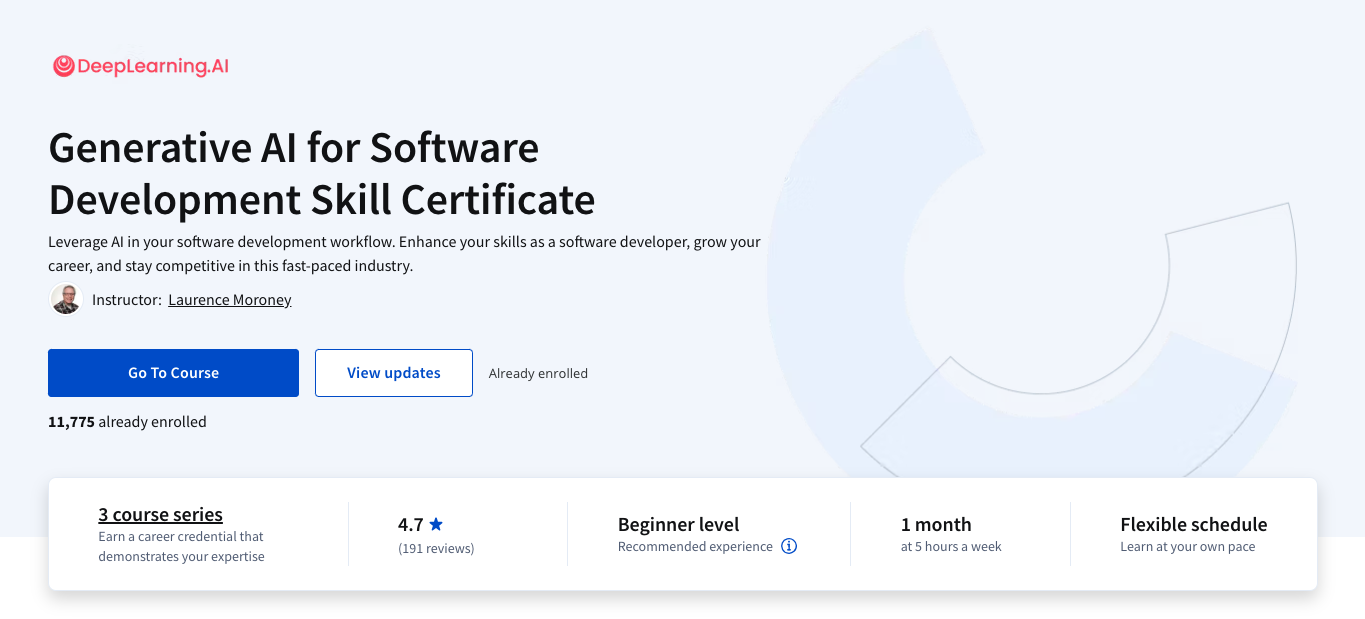 DeepLearning.AI
Generative AI for Software
Development Skill Certificate
Leverage AI in your software development workflow. Enhance your skills as a software developer, grow your
career, and stay competitive in this fast-paced industry.
Instructor: Laurence Moroney
Go To Course
View updates
Already enrolled
11,775 already enrolled
3 course series
Earn a career credential that
demonstrates your expertise
4.7 ★
(191 reviews)
Beginner level
Recommended experience
1 month
at 5 hours a week
Flexible schedule
Learn at your own pace